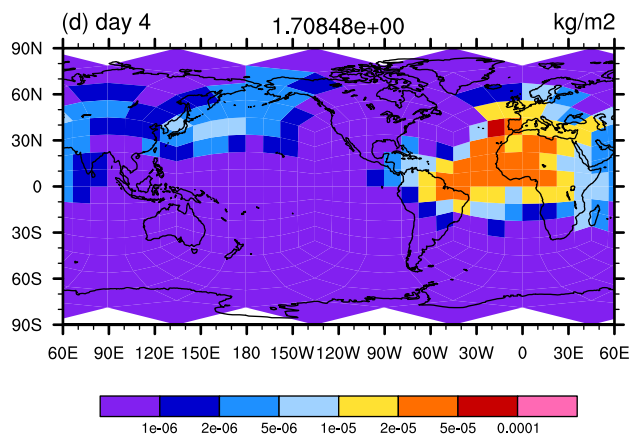 (d) day 4 1.70848e+00 kg/m2
90N
60N
30N
0
30S
60S
90S
60E 90E 120E 150E 180 150W 120W 90W 60W 30W 0 30E 60E
1e-06 2e-06 5e-06 1e-05 2e-05 5e-05 0.0001